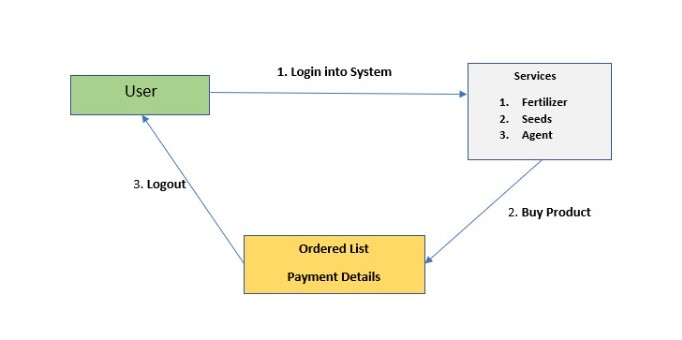 1. Login into System
User
Services
1. Fertilizer
2. Seeds
3. Agent
3. Logout
2. Buy Product
Ordered List
Payment Details